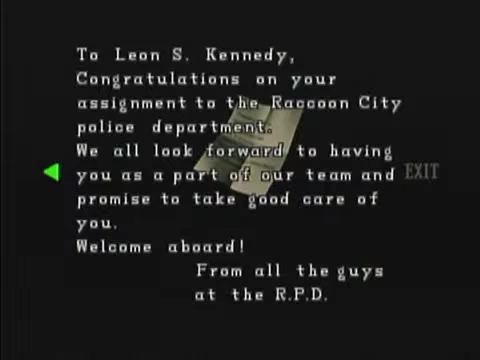 To Leon S. Kennedy,
Congratulations on your
assignment to the Raccoon City
police department.
We all look forward to having
you as a part of our team and
promise to take good care of
you.
Welcome aboard!
From all the guys
at the R.P.D.
EXIT